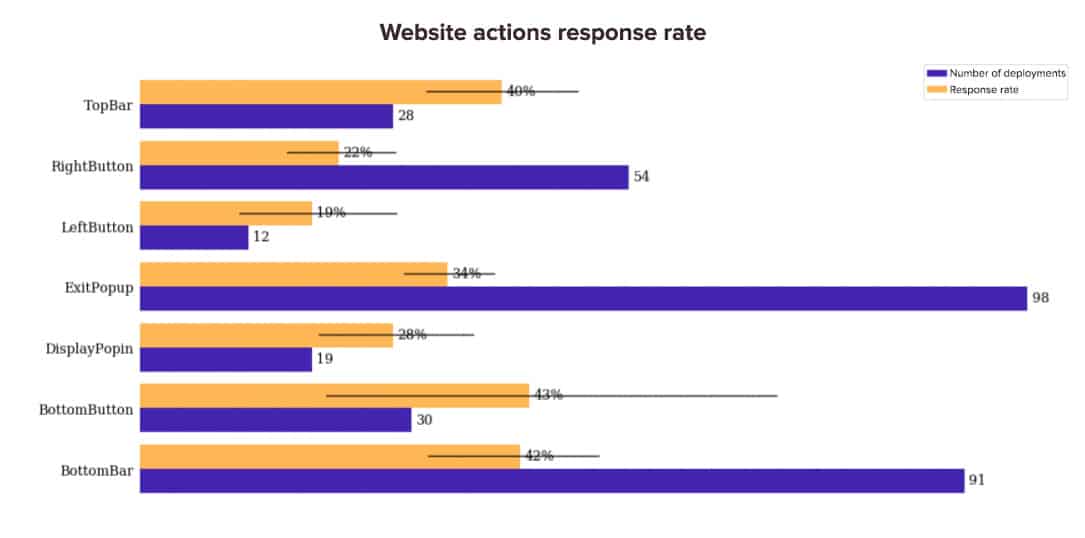 Website actions response rate
Number of deployments
Response rate
TopBar
40%
28
RightButton
22%
54
LeftButton
19%
12
ExitPopup
34%
98
DisplayPopin
28%
19
BottomButton
43%
30
BottomBar
42%
91